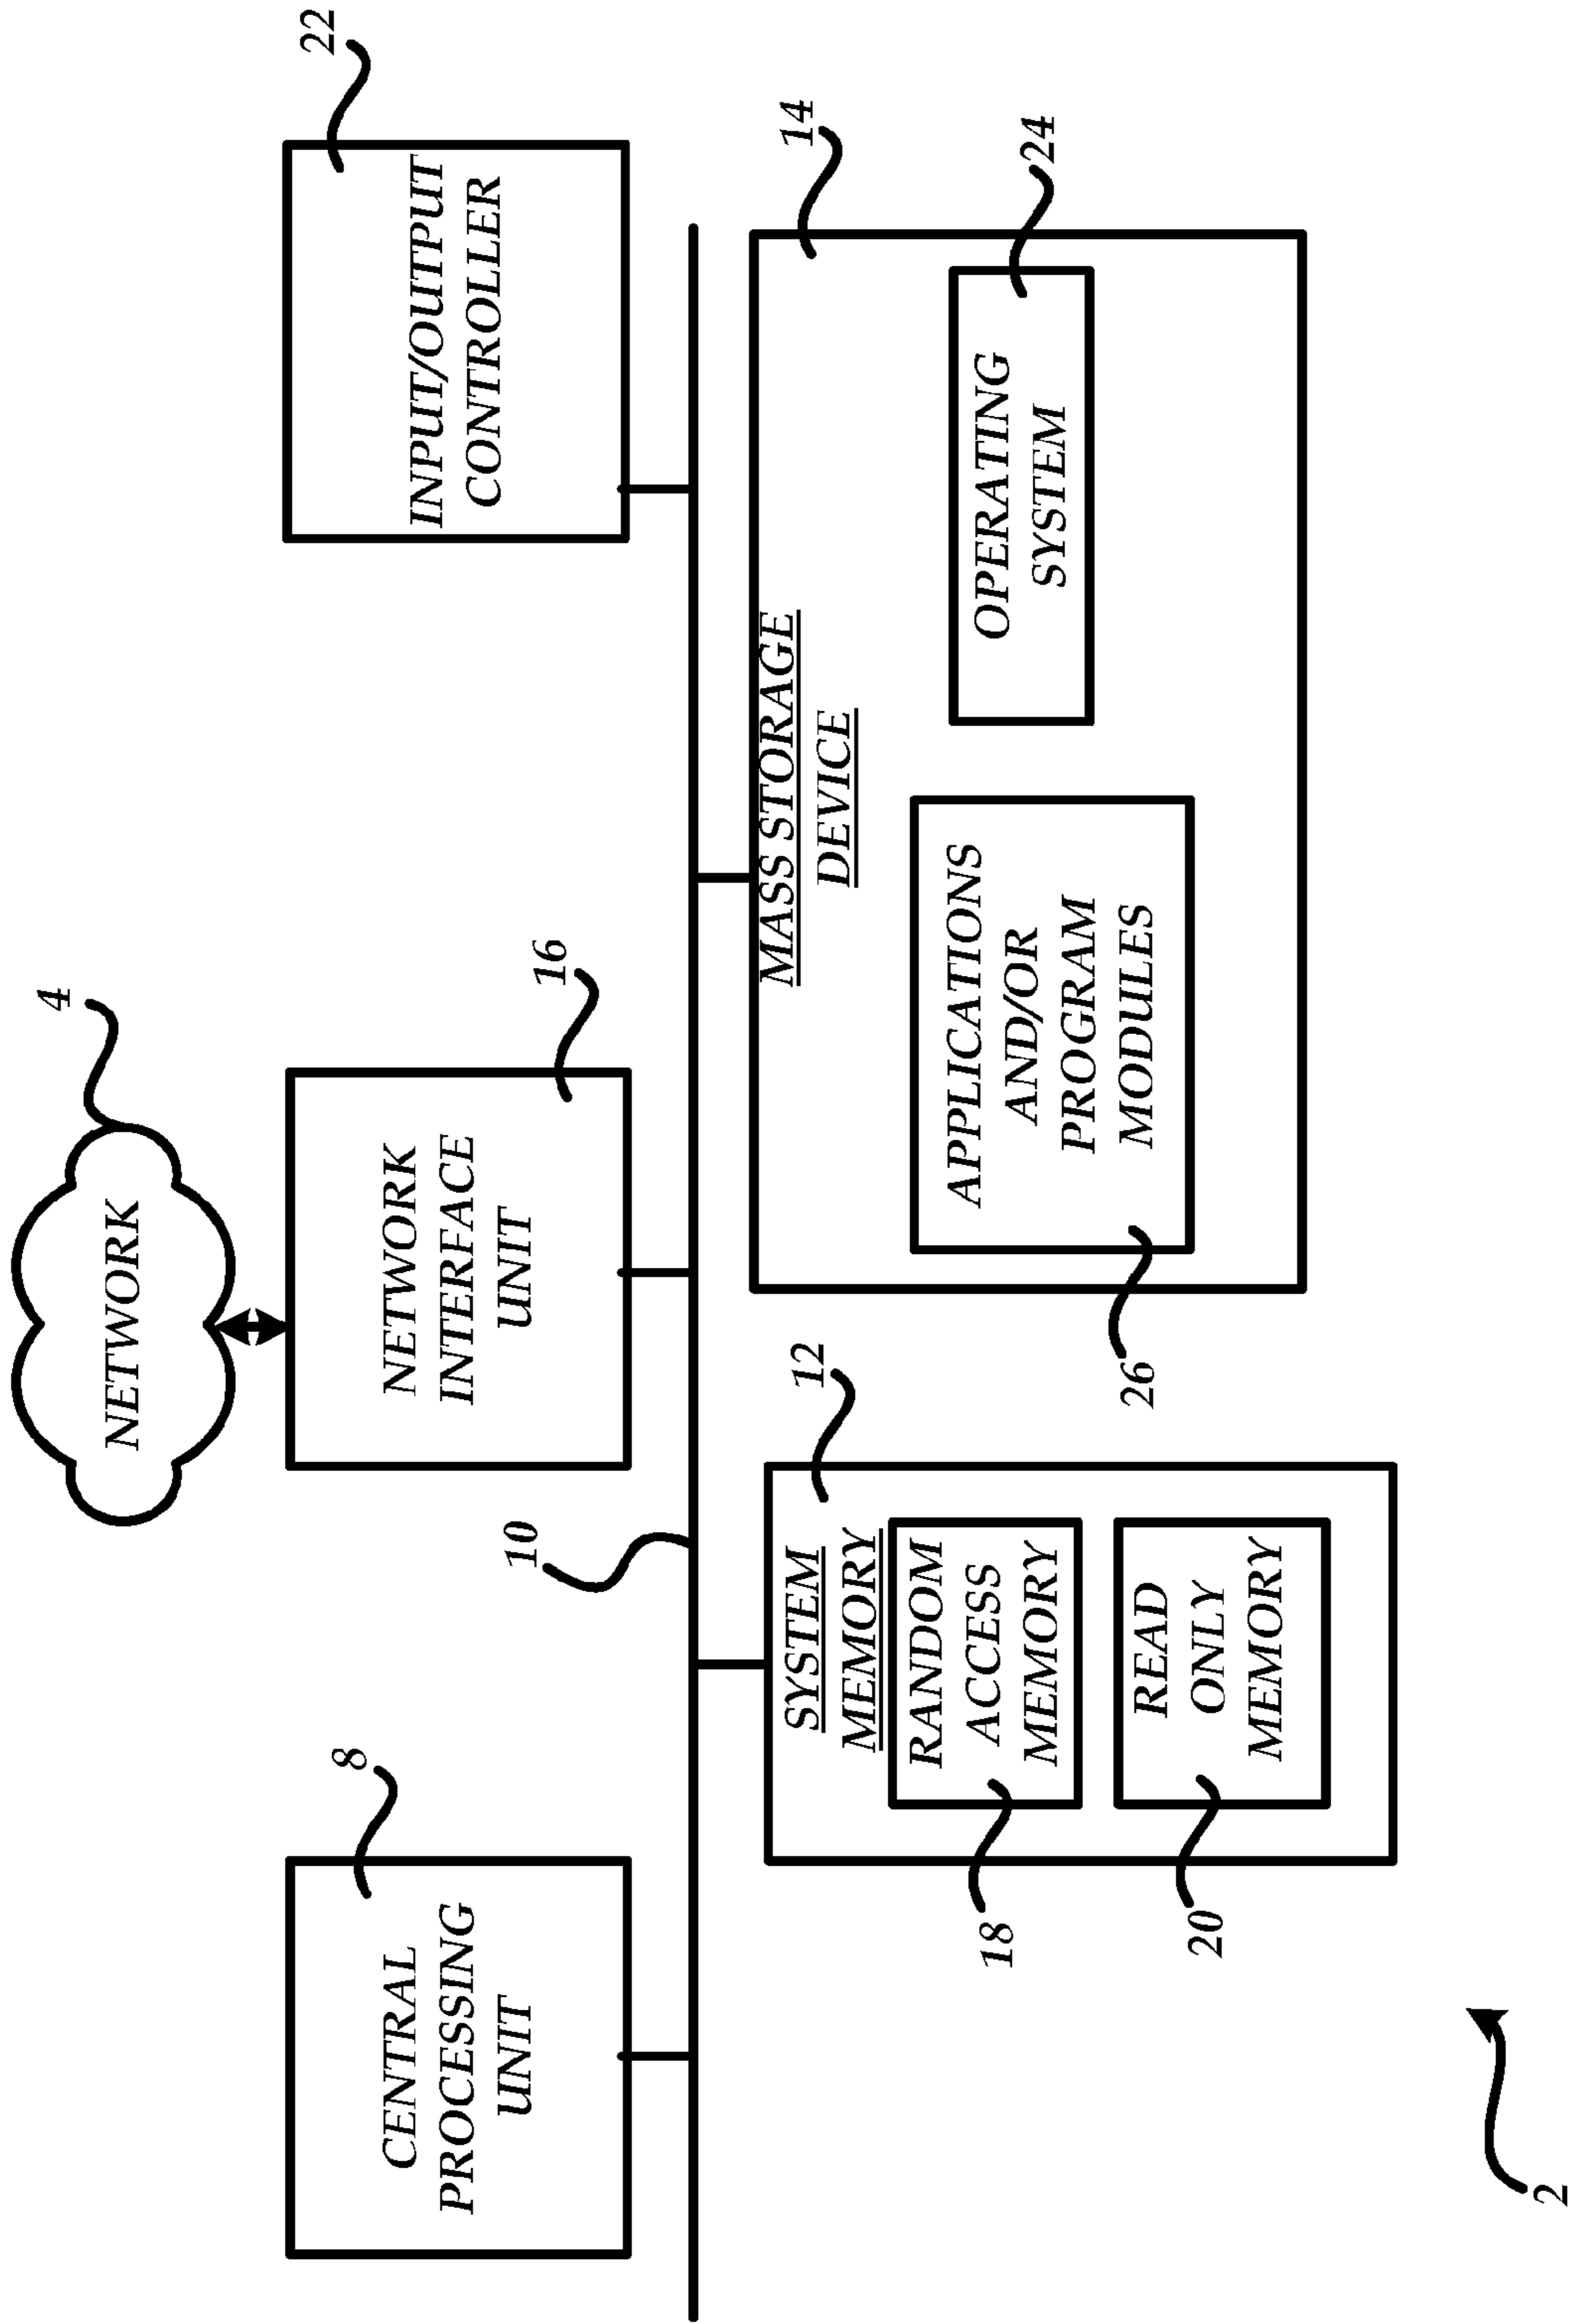 4
NETWORK
8
CENTRAL
PROCESSING
UNIT
16
NETWORK
INTERFACE
UNIT
22
INPUT/OUTPUT
CONTROLLER
10
12
SYSTEM
MEMORY
18
RANDOM
ACCESS
MEMORY
20
READ
ONLY
MEMORY
14
MASS STORAGE
DEVICE
26
APPLICATIONS
AND/OR
PROGRAM
MODULES
24
OPERATING
SYSTEM
2